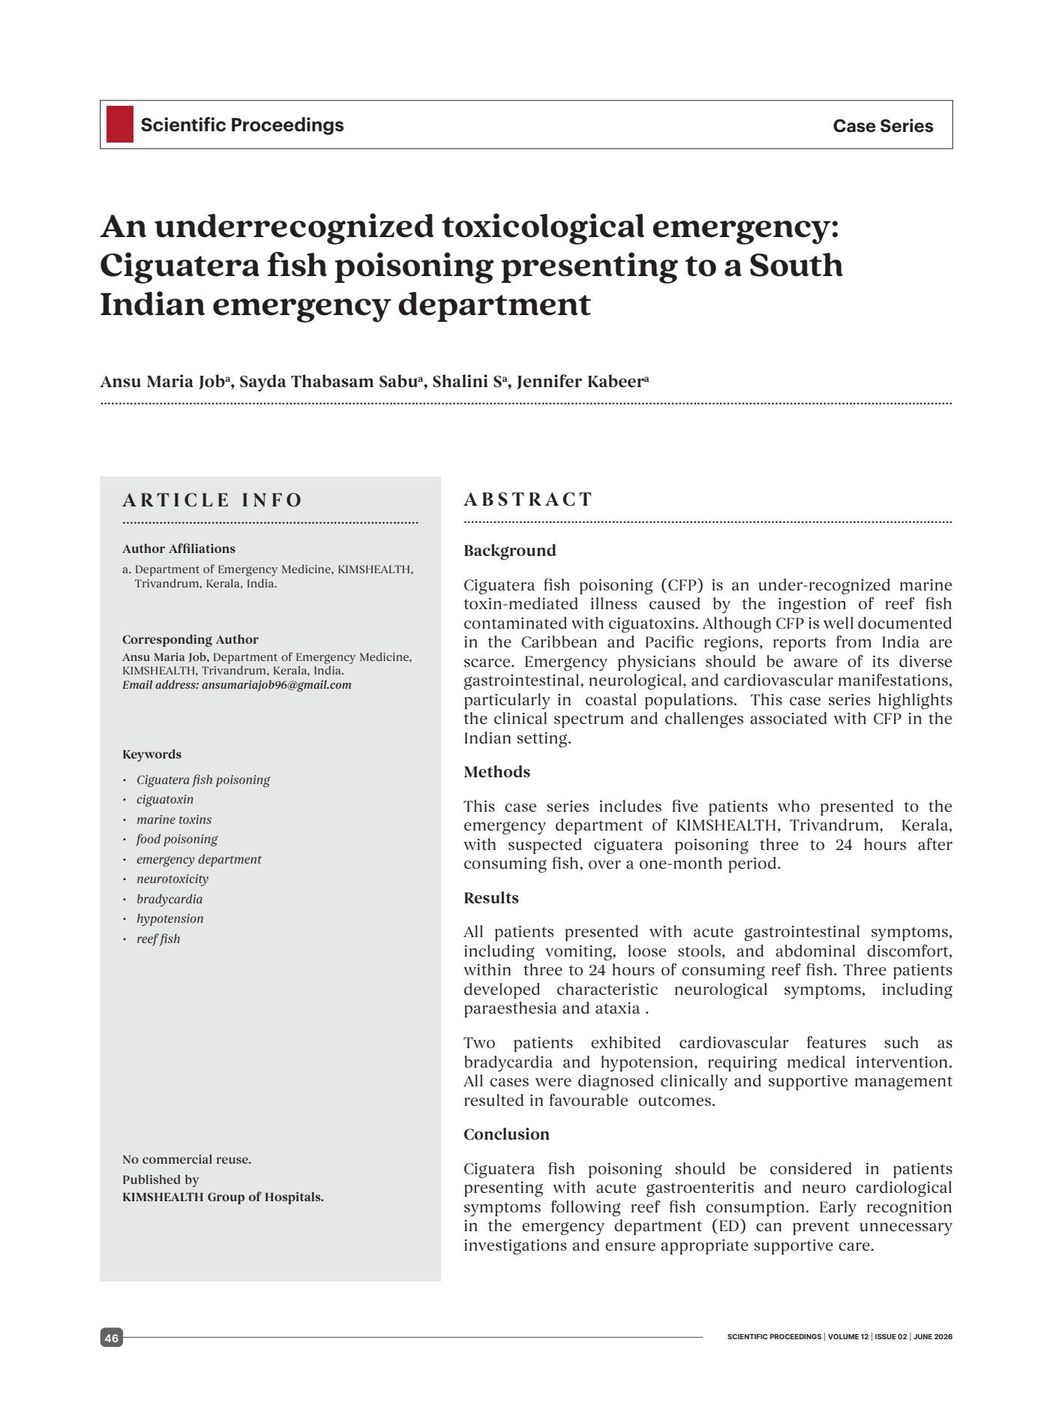 Scientific Proceedings
Case Series
An underrecognized toxicological emergency:
Ciguatera fish poisoning presenting to a South
Indian emergency department
Ansu Maria Jobᵃ, Sayda Thabasam Sabuᵃ, Shalini Sᵃ, Jennifer Kabeerᵃ
ARTICLE INFO
Author Affiliations
a. Department of Emergency Medicine, KIMSHEALTH,
Trivandrum, Kerala, India.
Corresponding Author
Ansu Maria Job, Department of Emergency Medicine,
KIMSHEALTH, Trivandrum, Kerala, India.
Email address: ansumariajob96@gmail.com
Keywords
• Ciguatera fish poisoning
• ciguatoxin
• marine toxins
• food poisoning
• emergency department
• neurotoxicity
• bradycardia
• hypotension
• reef fish
No commercial reuse.
Published by
KIMSHEALTH Group of Hospitals.
ABSTRACT
Background
Ciguatera fish poisoning (CFP) is an under-recognized marine
toxin-mediated illness caused by the ingestion of reef fish
contaminated with ciguatoxins. Although CFP is well documented
in the Caribbean and Pacific regions, reports from India are
scarce. Emergency physicians should be aware of its diverse
gastrointestinal, neurological, and cardiovascular manifestations,
particularly in coastal populations. This case series highlights
the clinical spectrum and challenges associated with CFP in the
Indian setting.
Methods
This case series includes five patients who presented to the
emergency department of KIMSHEALTH, Trivandrum, Kerala,
with suspected ciguatera poisoning three to 24 hours after
consuming fish, over a one-month period.
Results
All patients presented with acute gastrointestinal symptoms,
including vomiting, loose stools, and abdominal discomfort,
within three to 24 hours of consuming reef fish. Three patients
developed characteristic neurological symptoms, including
paraesthesia and ataxia .
Two patients exhibited cardiovascular features such as
bradycardia and hypotension, requiring medical intervention.
All cases were diagnosed clinically and supportive management
resulted in favourable outcomes.
Conclusion
Ciguatera fish poisoning should be considered in patients
presenting with acute gastroenteritis and neuro cardiological
symptoms following reef fish consumption. Early recognition
in the emergency department (ED) can prevent unnecessary
investigations and ensure appropriate supportive care.
46
SCIENTIFIC PROCEEDINGS | VOLUME 12 | ISSUE 02 | JUNE 2026